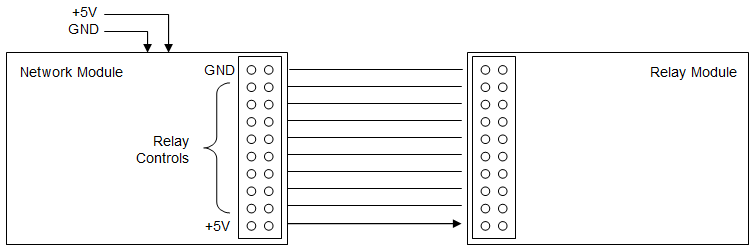 +5V
GND
Network Module
GND
Relay Module
Relay
Controls
+5V